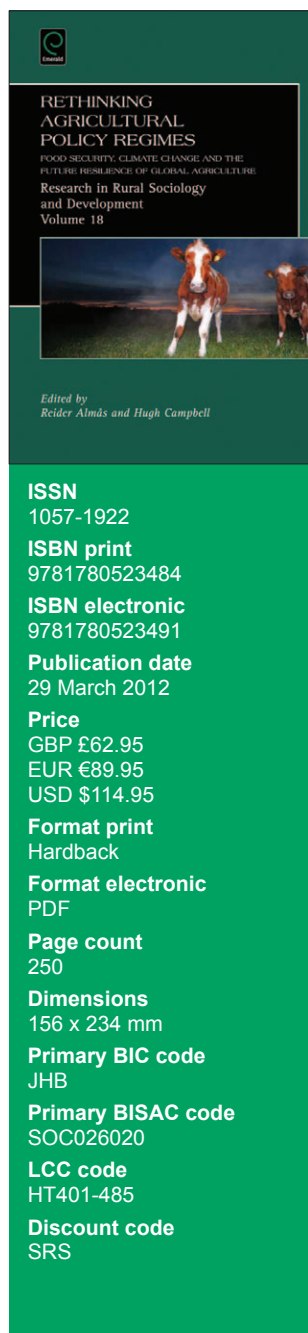 Emerald
RETHINKING
AGRICULTURAL
POLICY REGIMES
FOOD SECURITY, CLIMATE CHANGE AND THE
FUTURE RESILIENCE OF GLOBAL AGRICULTURE
Research in Rural Sociology
and Development
Volume 18
Edited by
Reider Almås and Hugh Campbell
ISSN
1057-1922
ISBN print
9781780523484
ISBN electronic
9781780523491
Publication date
29 March 2012
Price
GBP £62.95
EUR €89.95
USD $114.95
Format print
Hardback
Format electronic
PDF
Page count
250
Dimensions
156 x 234 mm
Primary BIC code
JHB
Primary BISAC code
SOC026020
LCC code
HT401-485
Discount code
SRS